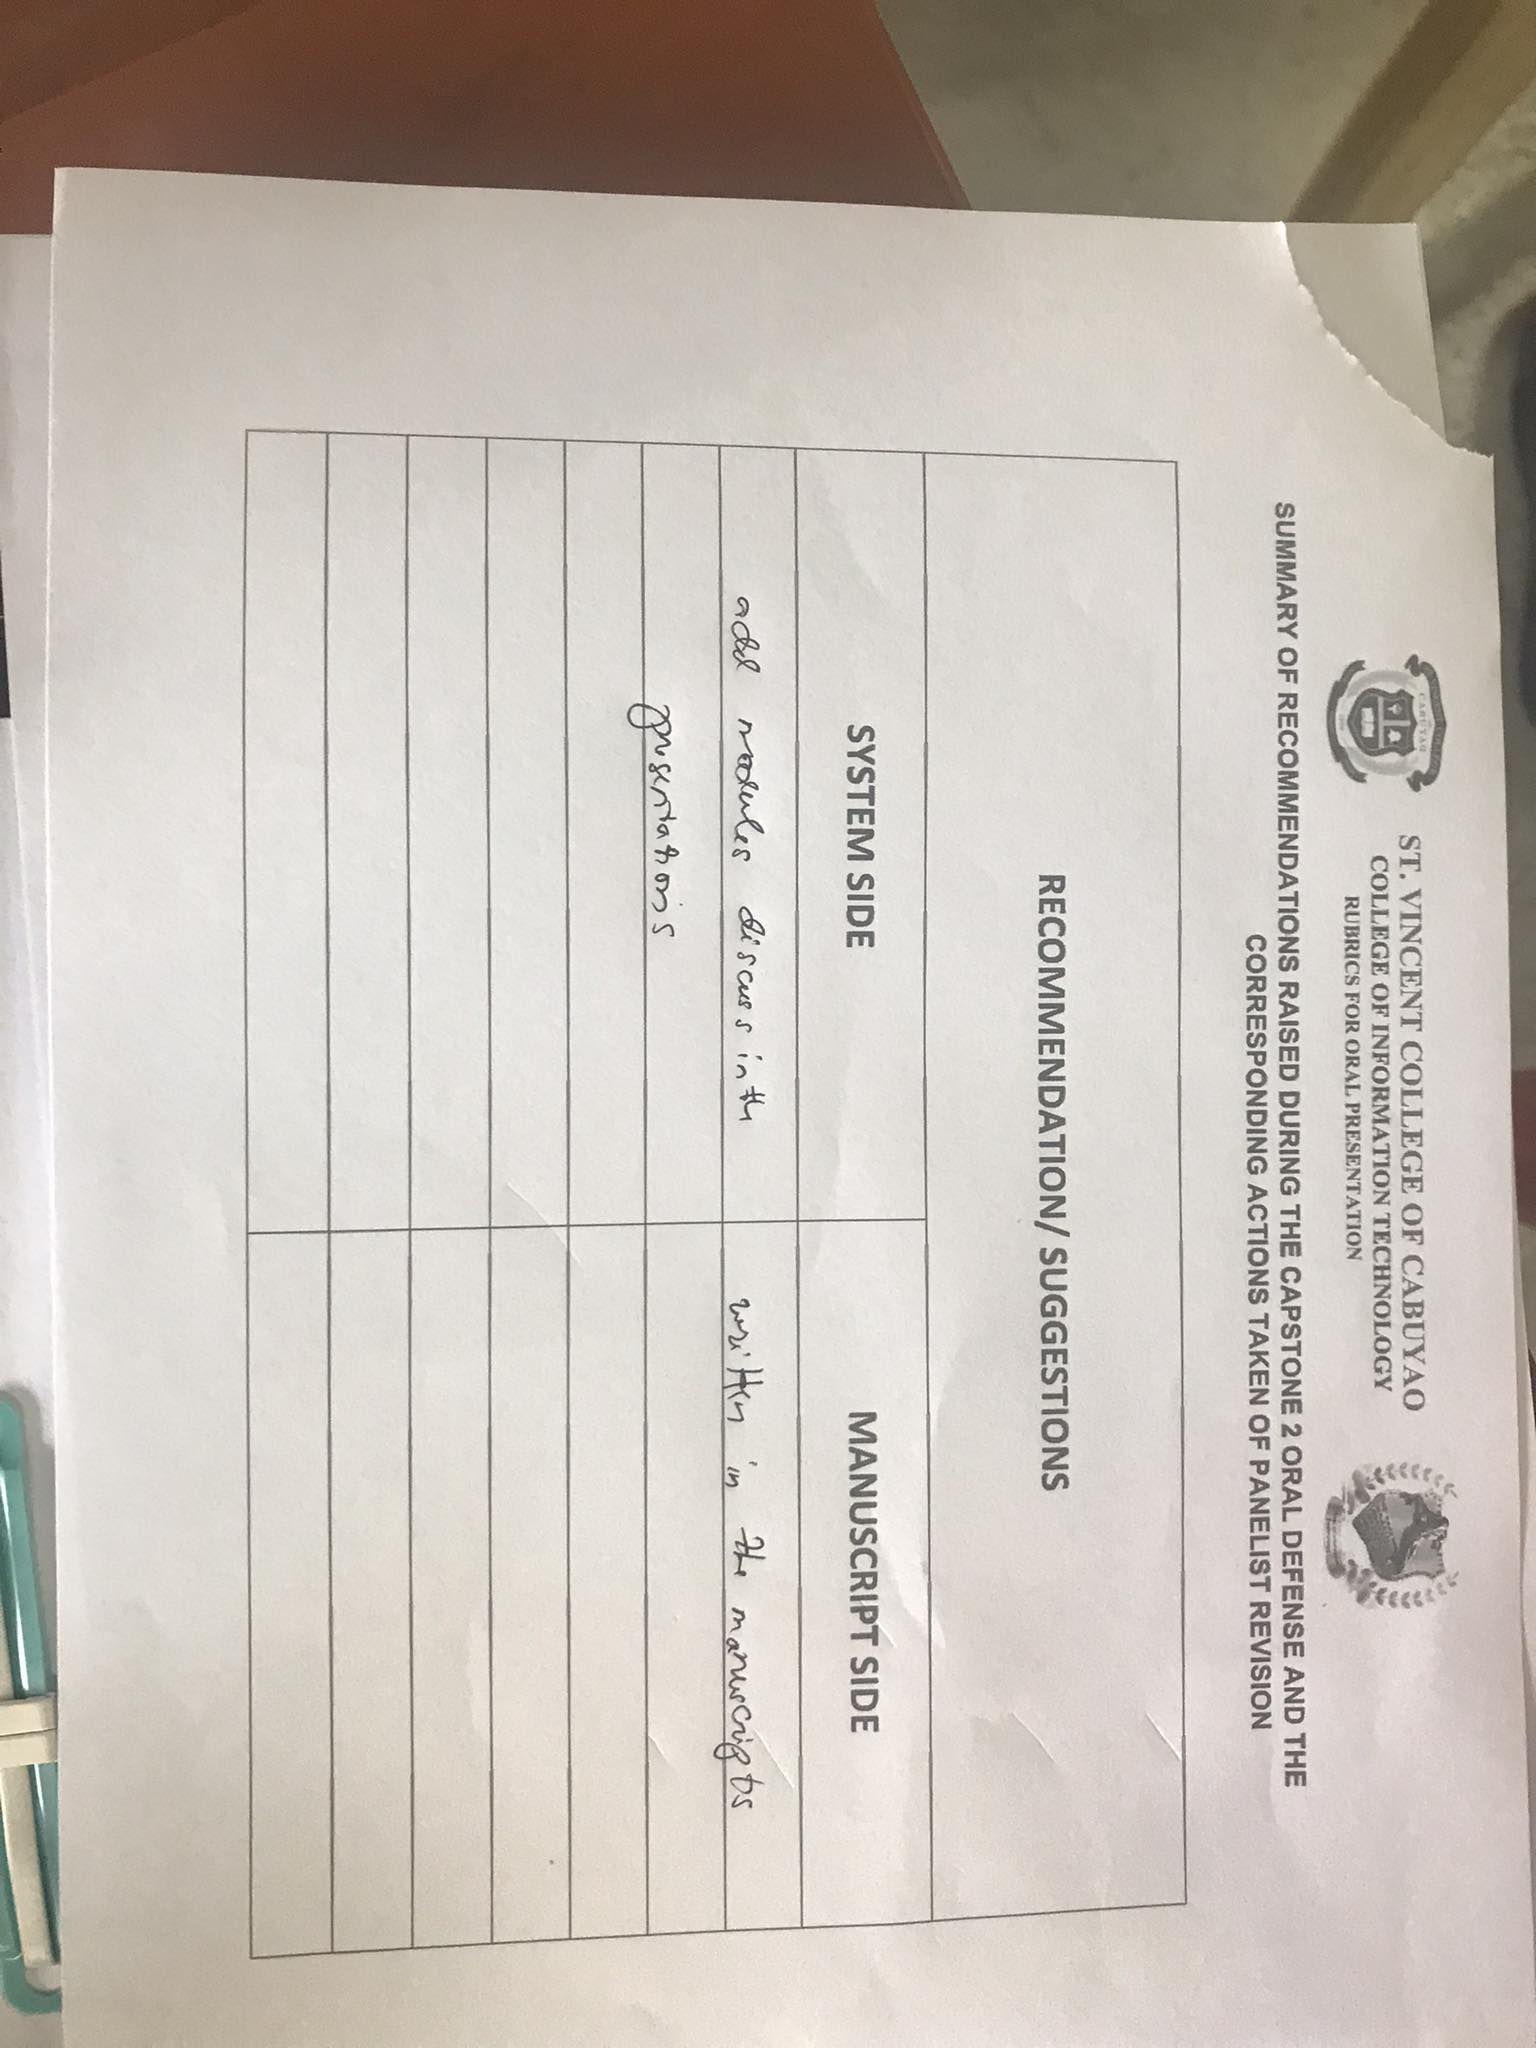 CABUYAO
ST. VINCENT COLLEGE OF CABUYAO
COLLEGE OF INFORMATION TECHNOLOGY
RUBRICS FOR ORAL PRESENTATION
SUMMARY OF RECOMMENDATIONS RAISED DURING THE CAPSTONE 2 ORAL DEFENSE AND THE
CORRESPONDING ACTIONS TAKEN OF PANELIST REVISION
RECOMMENDATION/ SUGGESTIONS
SYSTEM SIDE
MANUSCRIPT SIDE
add modules discuss in the
written in the manuscripts
presentations